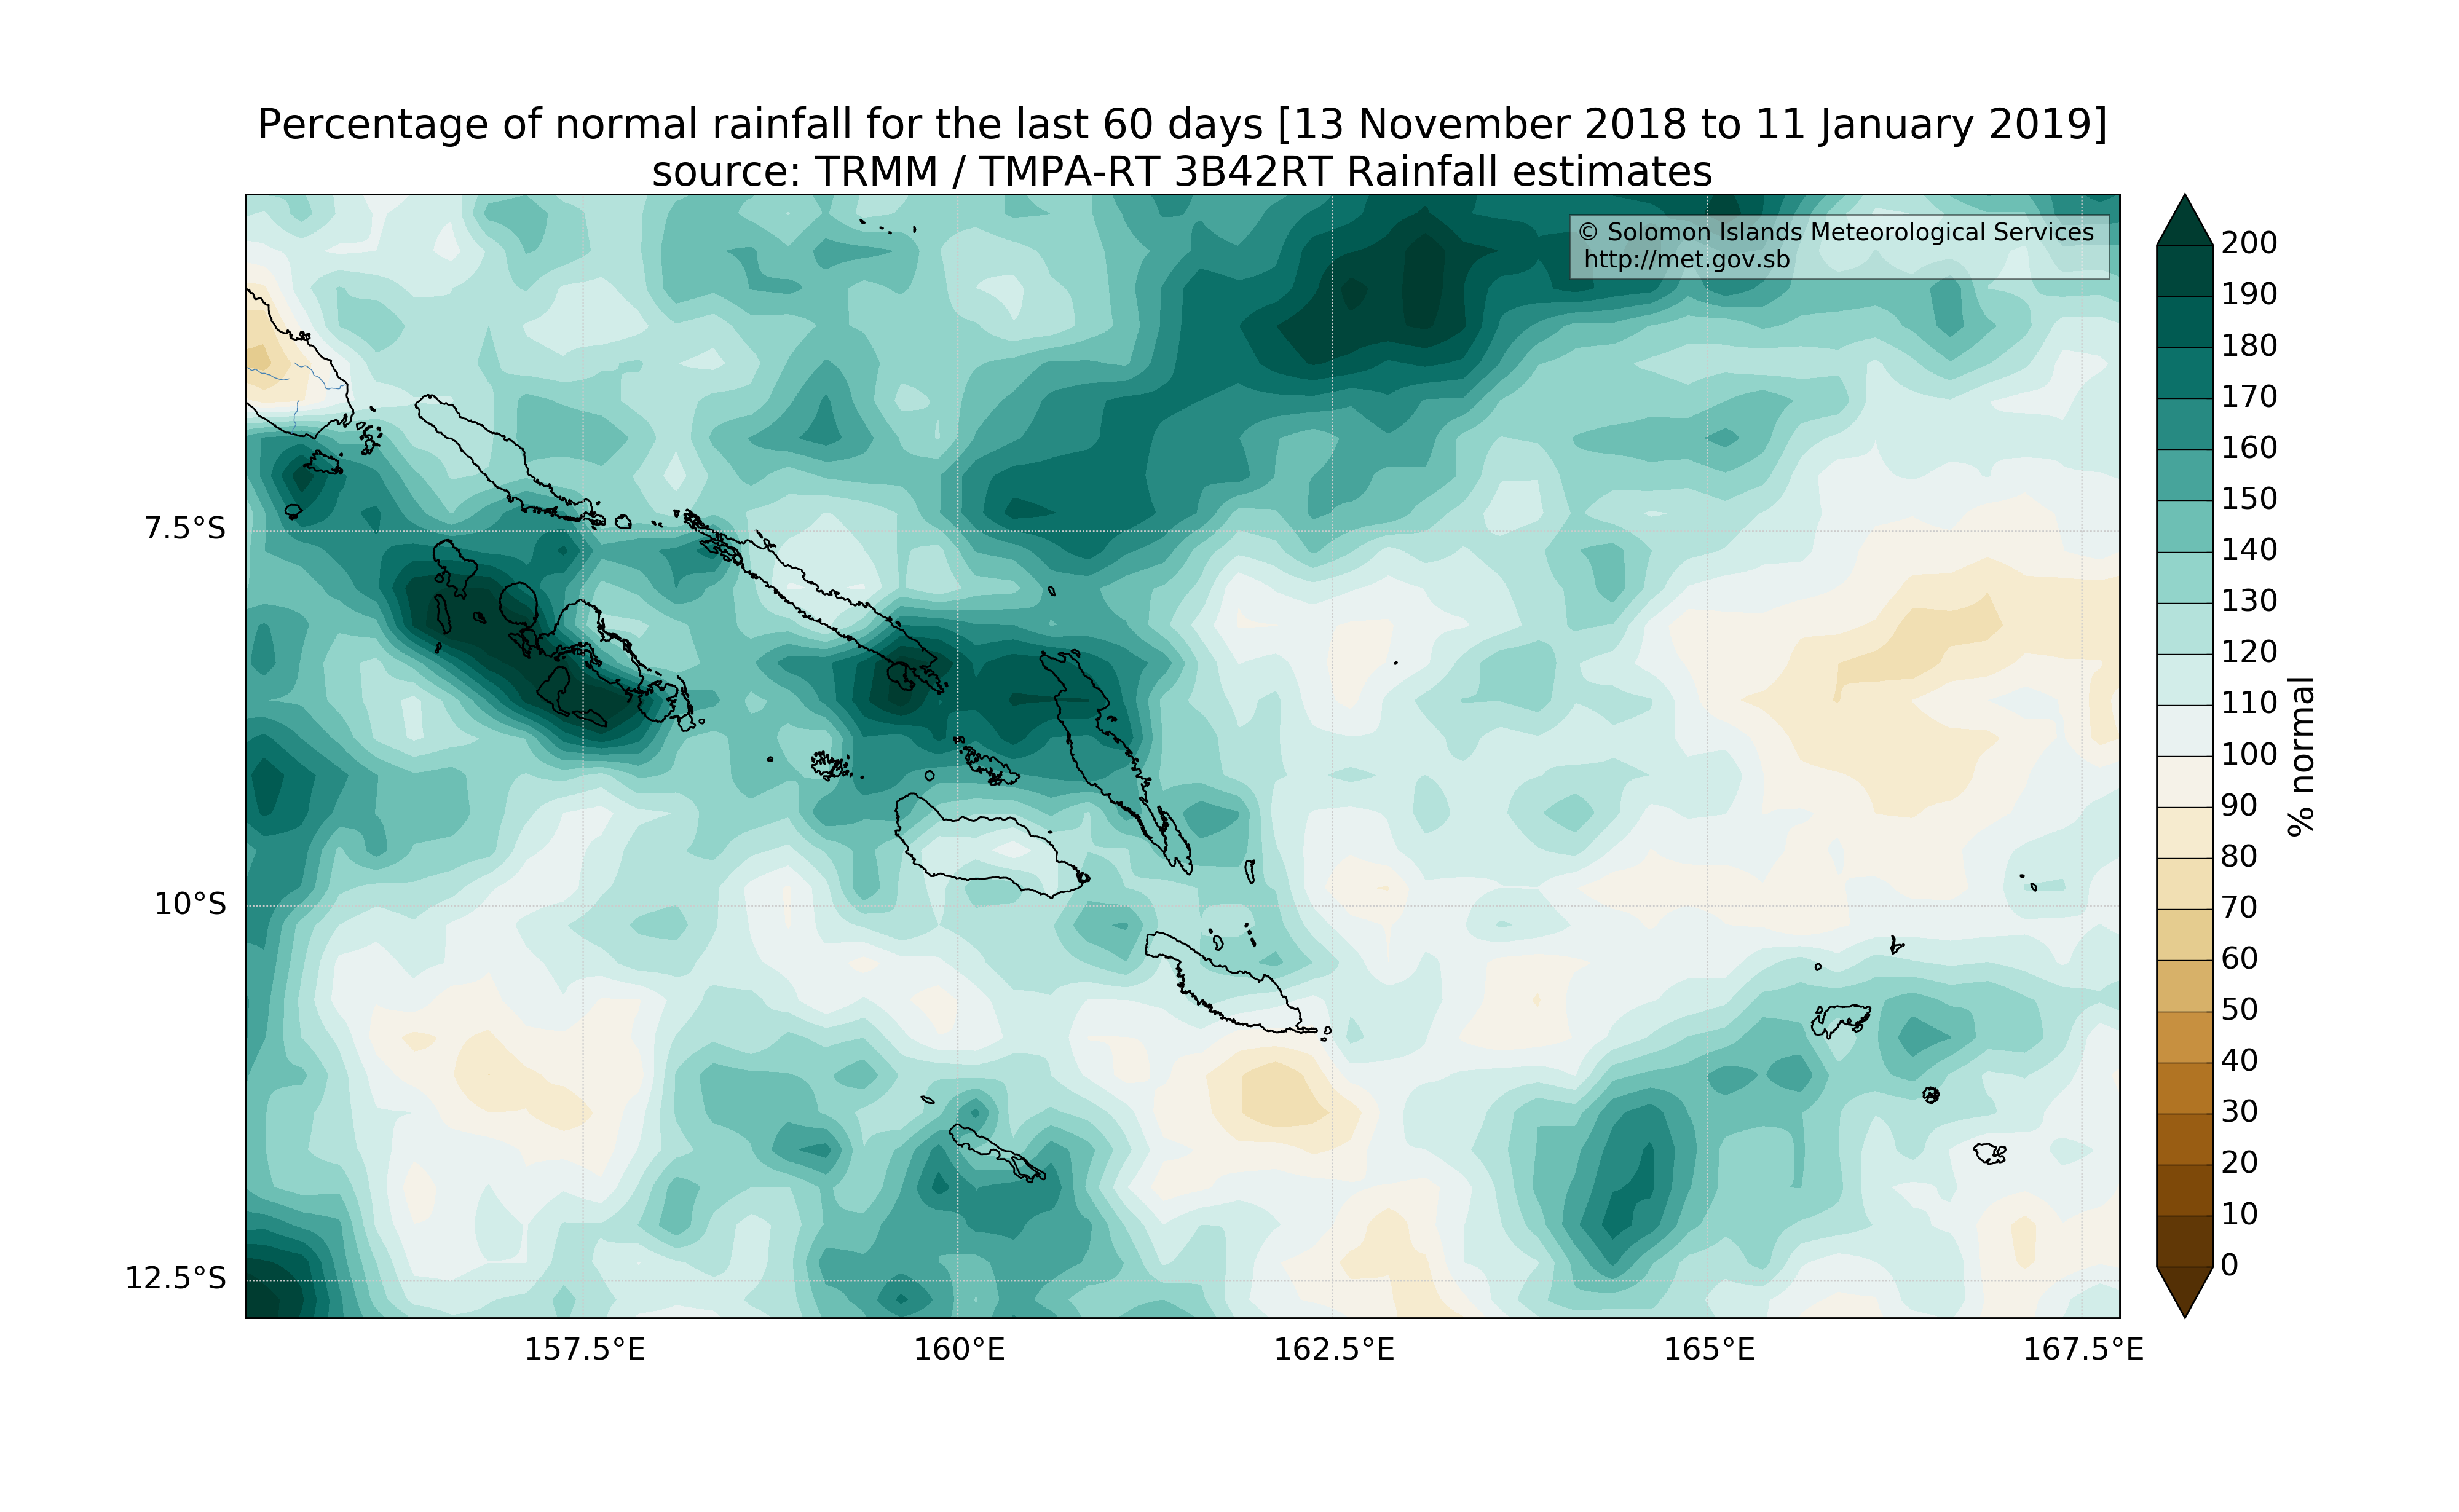 Percentage of normal rainfall for the last 60 days [13 November 2018 to 11 January 2019]
source: TRMM / TMPA-RT 3B42RT Rainfall estimates
© Solomon Islands Meteorological Services
http://met.gov.sb
7.5°S
10°S
12.5°S
157.5°E
160°E
162.5°E
165°E
167.5°E
200
190
180
170
160
150
140
130
120
110
100
90
80
70
60
50
40
30
20
10
0
% normal